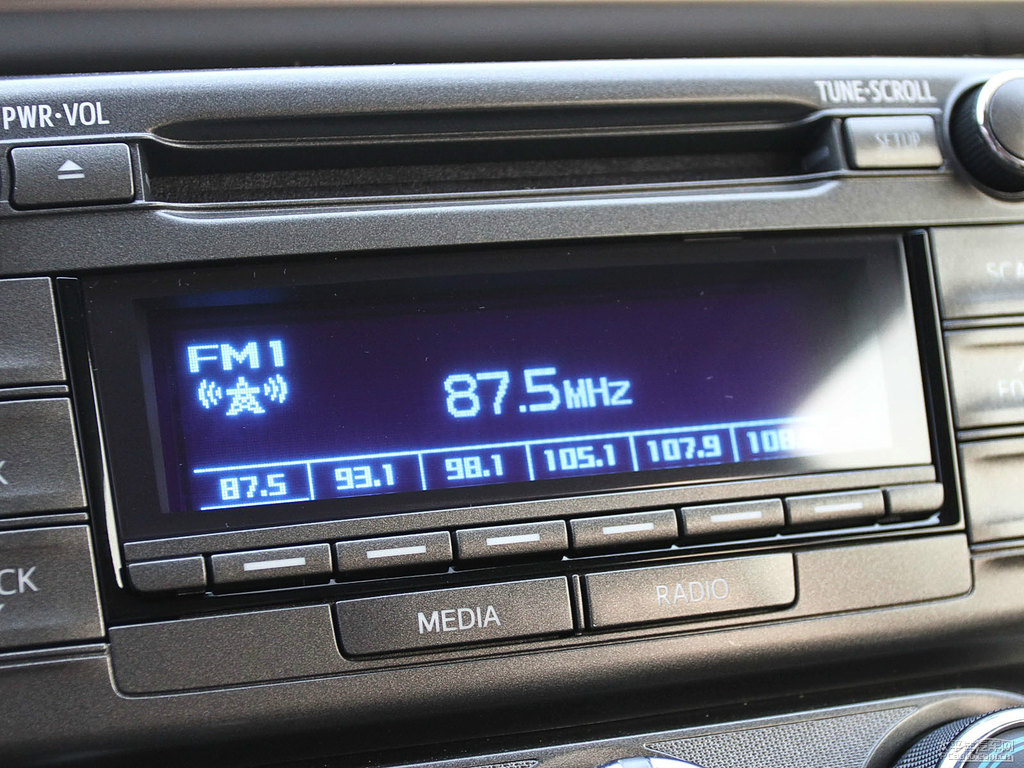 PWR·VOL
TUNE·SCROLL
SETUP
FM1
87.5MHz
87.5 93.1 98.1 105.1 107.9
MEDIA
RADIO